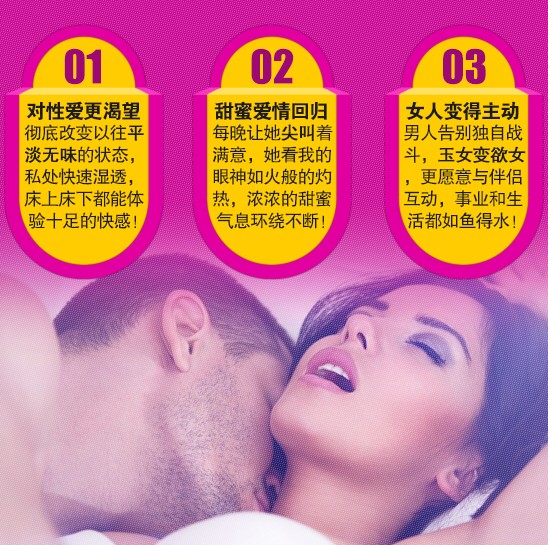 01
对性爱更渴望
彻底改变以往平
淡无味的状态，
私处快速湿透，
床上床下都能体
验十足的快感！
02
甜蜜爱情回归
每晚让她尖叫着
满意，她看我的
眼神如火般的灼
热，浓浓的甜蜜
气息环绕不断！
03
女人变得主动
男人告别独自战
斗，玉女变欲女
，更愿意与伴侣
互动，事业和生
活都如鱼得水！